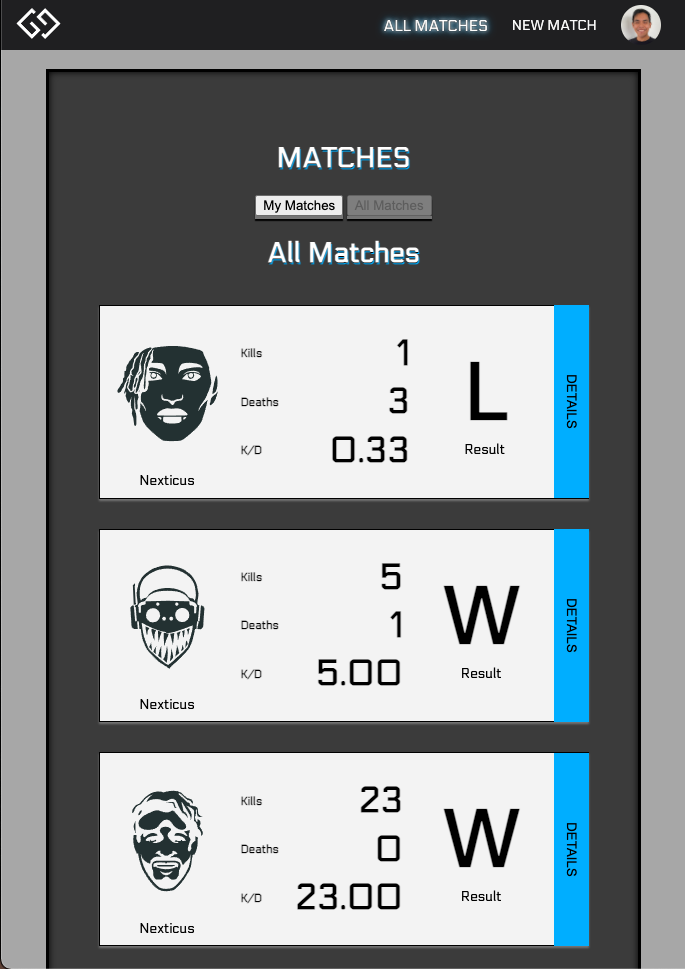 ALL MATCHES NEW MATCH
MATCHES
My Matches All Matches
All Matches
Kills 1
Deaths 3
K/D 0.33
L
Result
Nexticus
DETAILS
Kills 5
Deaths 1
K/D 5.00
W
Result
Nexticus
DETAILS
Kills 23
Deaths 0
K/D 23.00
W
Result
Nexticus
DETAILS